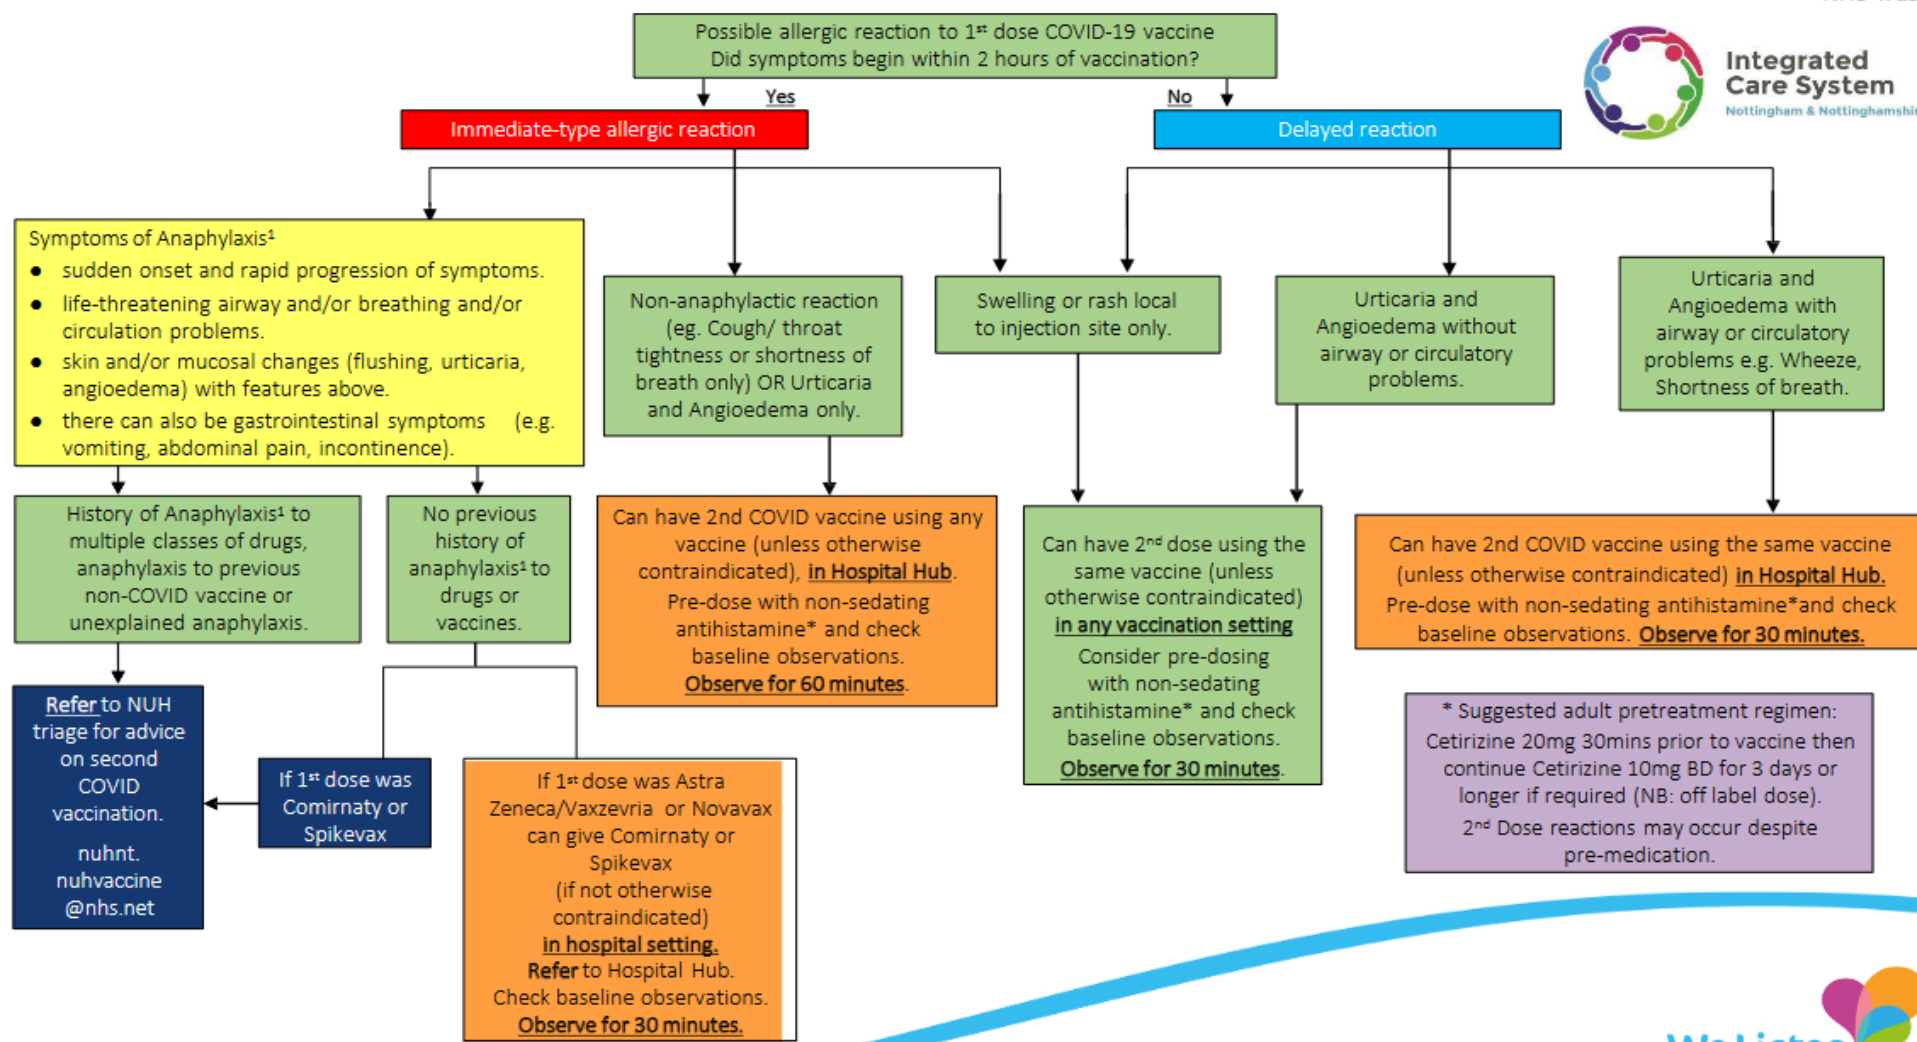 Possible allergic reaction to 1st dose COVID-19 vaccine
Did symptoms begin within 2 hours of vaccination?
Integrated
Care System
Nottingham & Nottinghamshir
Yes
No
Immediate-type allergic reaction
Delayed reaction
Symptoms of Anaphylaxis¹
● sudden onset and rapid progression of symptoms.
● life-threatening airway and/or breathing and/or
circulation problems.
● skin and/or mucosal changes (flushing, urticaria,
angioedema) with features above.
● there can also be gastrointestinal symptoms (e.g.
vomiting, abdominal pain, incontinence).
Non-anaphylactic reaction
(eg. Cough/ throat
tightness or shortness of
breath only) OR Urticaria
and Angioedema only.
Swelling or rash local
to injection site only.
Urticaria and
Angioedema without
airway or circulatory
problems.
Urticaria and
Angioedema with
airway or circulatory
problems e.g. Wheeze,
Shortness of breath.
History of Anaphylaxis¹ to
multiple classes of drugs,
anaphylaxis to previous
non-COVID vaccine or
unexplained anaphylaxis.
No previous
history of
anaphylaxis¹ to
drugs or
vaccines.
Can have 2nd COVID vaccine using any
vaccine (unless otherwise
contraindicated), in Hospital Hub.
Pre-dose with non-sedating
antihistamine* and check
baseline observations.
Observe for 60 minutes.
Can have 2nd dose using the
same vaccine (unless
otherwise contraindicated)
in any vaccination setting
Consider pre-dosing
with non-sedating
antihistamine* and check
baseline observations.
Observe for 30 minutes.
Can have 2nd COVID vaccine using the same vaccine
(unless otherwise contraindicated) in Hospital Hub.
Pre-dose with non-sedating antihistamine*and check
baseline observations. Observe for 30 minutes.
Refer to NUH
triage for advice
on second
COVID
vaccination.
nuhnt.
nuhvaccine
@nhs.net
If 1st dose was
Comirnaty or
Spikevax
If 1st dose was Astra
Zeneca/Vaxzevria or Novavax
can give Comirnaty or
Spikevax
(if not otherwise
contraindicated)
in hospital setting.
Refer to Hospital Hub.
Check baseline observations.
Observe for 30 minutes.
* Suggested adult pretreatment regimen:
Cetirizine 20mg 30mins prior to vaccine then
continue Cetirizine 10mg BD for 3 days or
longer if required (NB: off label dose).
2nd Dose reactions may occur despite
pre-medication.